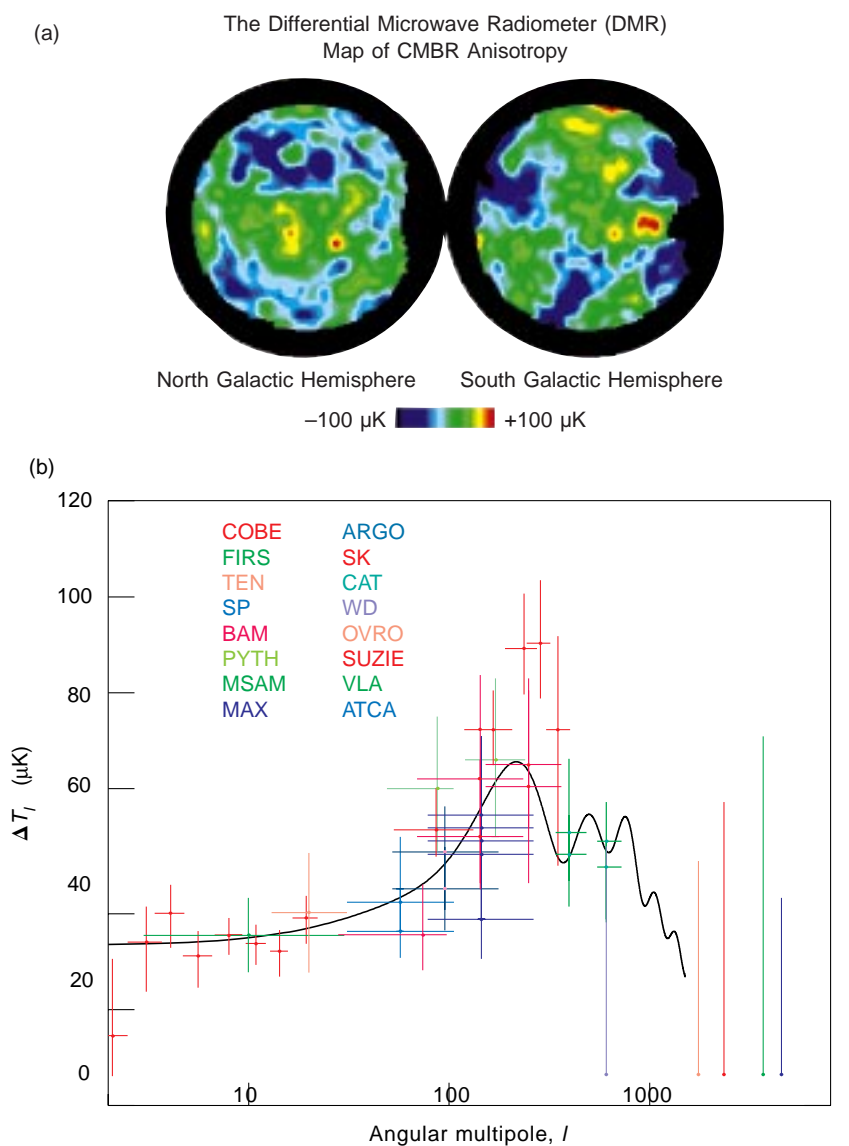 (a)
The Differential Microwave Radiometer (DMR)
Map of CMBR Anisotropy
North Galactic Hemisphere South Galactic Hemisphere
–100 µK +100 µK
(b)
120
100
80
60
40
20
0
ΔT_l (µK)
COBE ARGO
FIRS SK
TEN CAT
SP WD
BAM OVRO
PYTH SUZIE
MSAM VLA
MAX ATCA
10 100 1000
Angular multipole, l